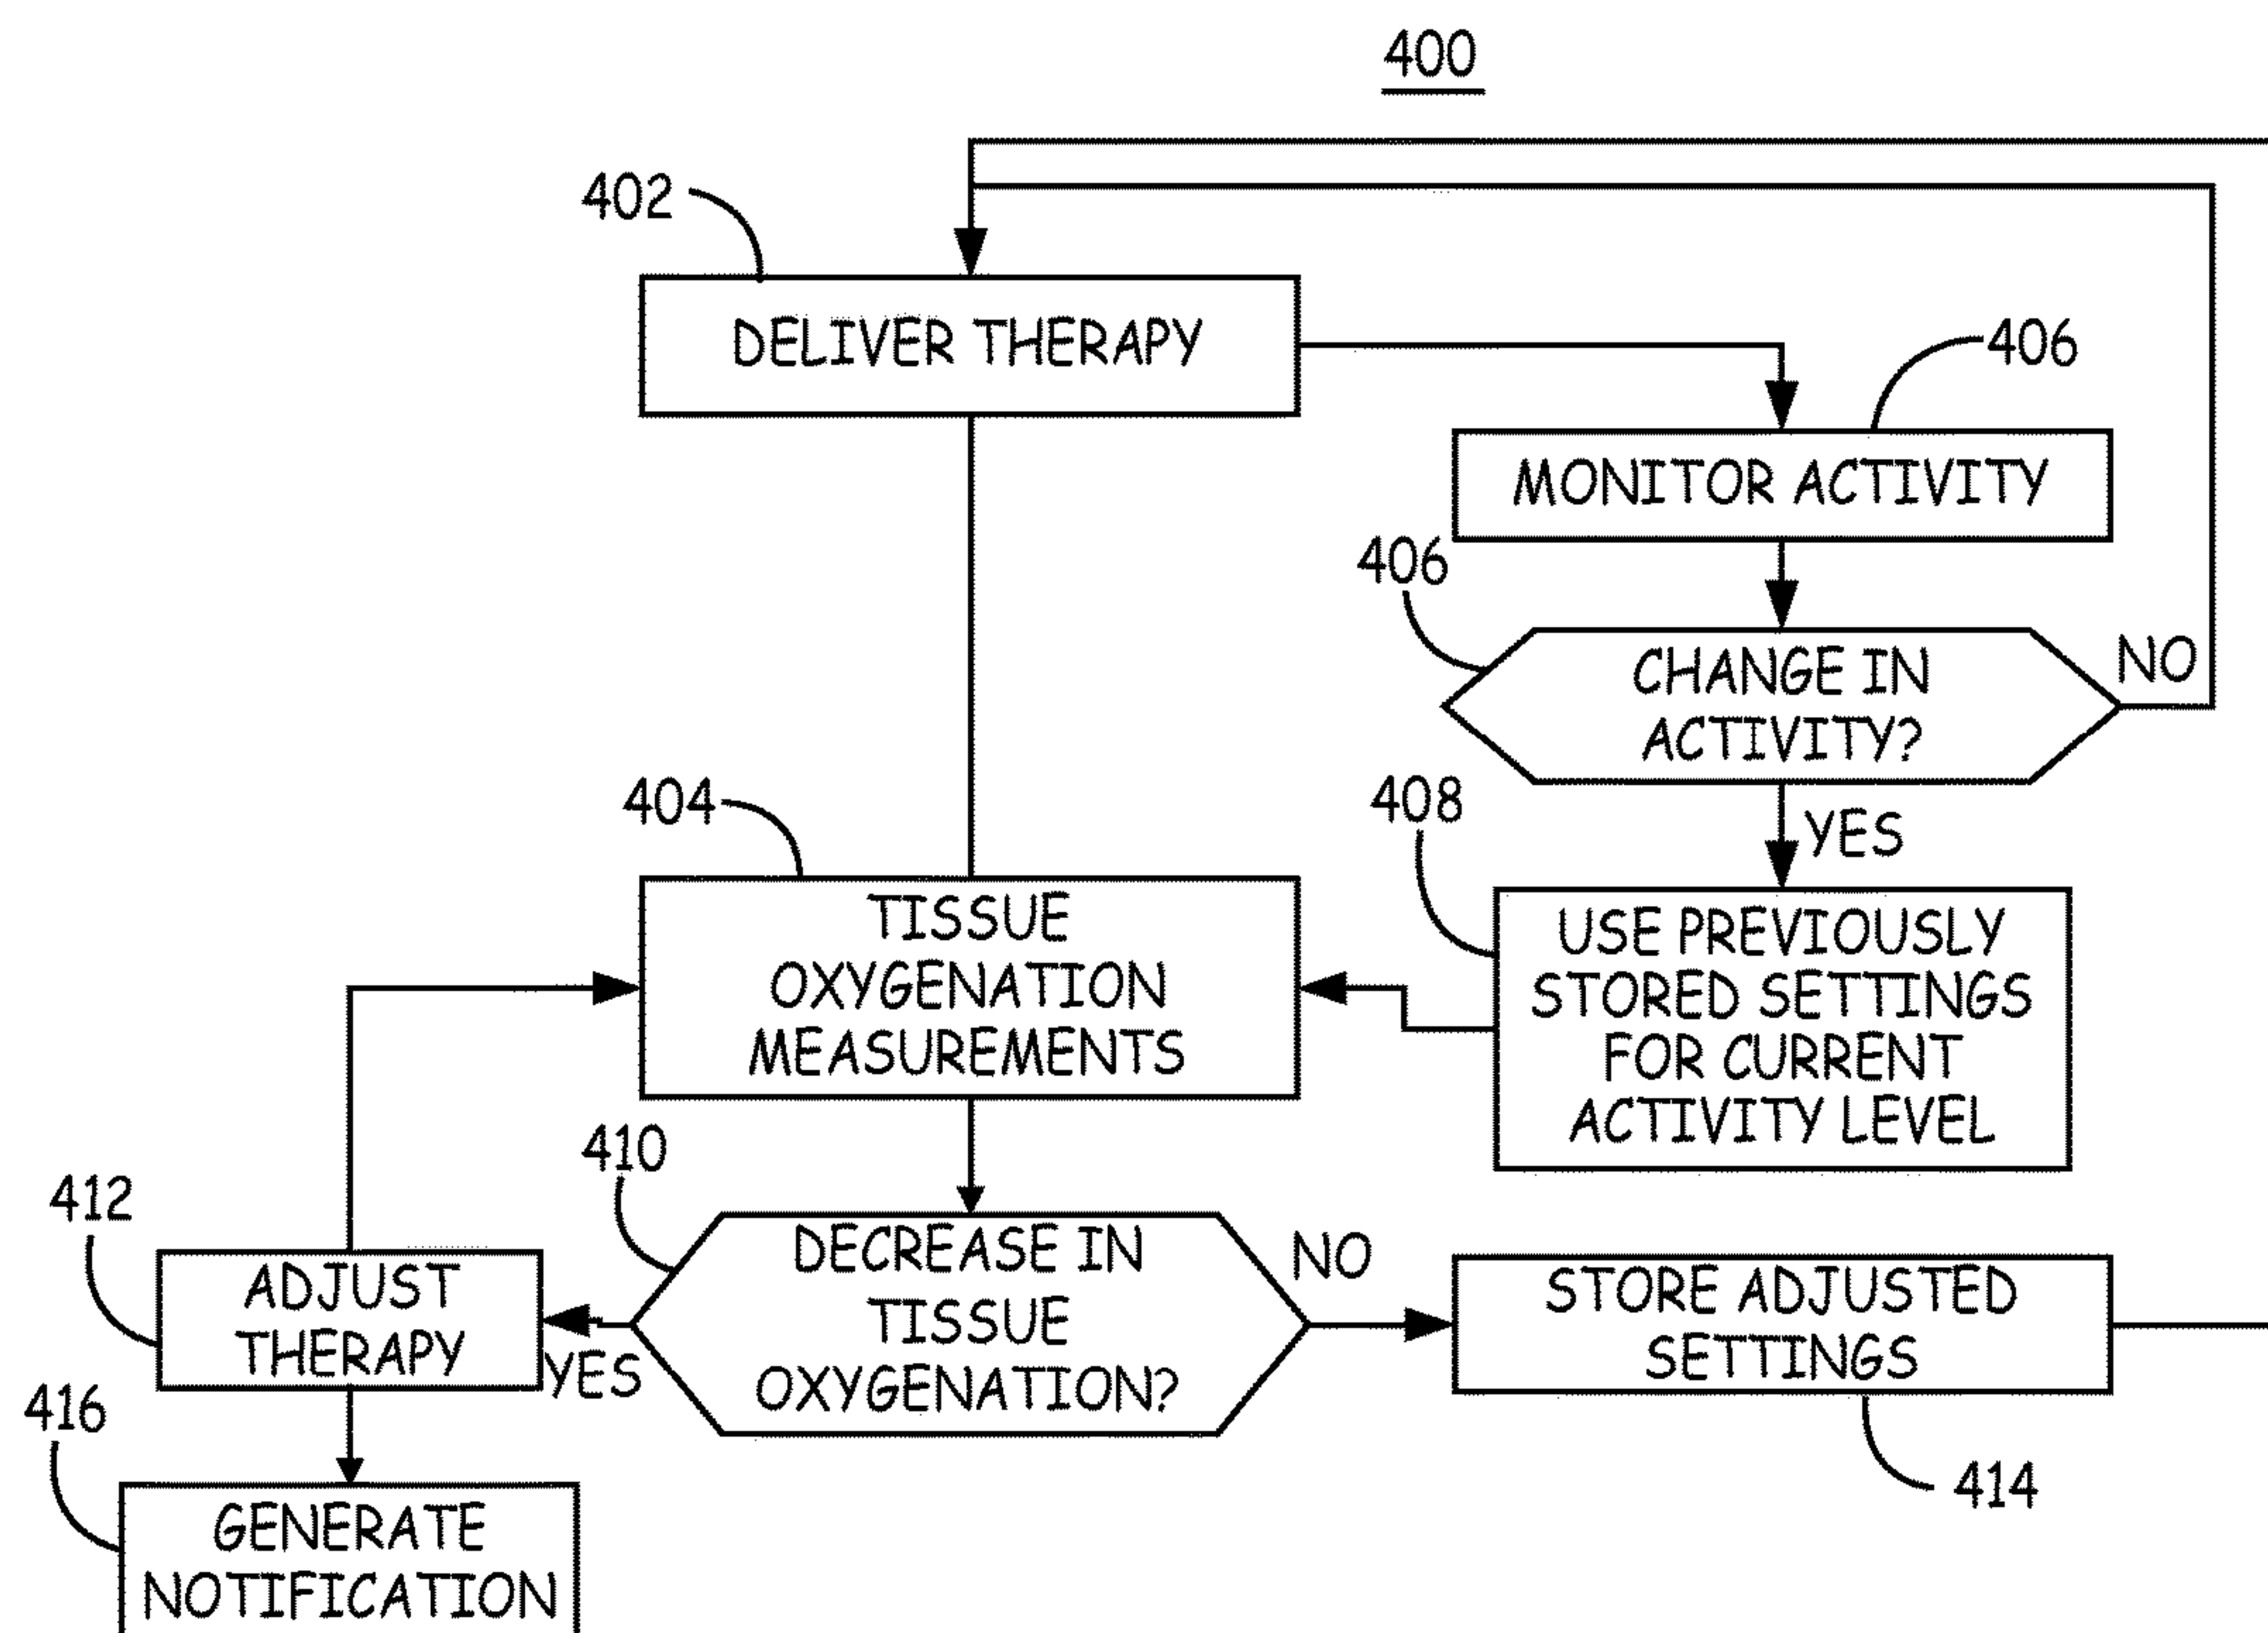 400
402
DELIVER THERAPY
406
MONITOR ACTIVITY
406
CHANGE IN
ACTIVITY?
NO
YES
404
TISSUE
OXYGENATION
MEASUREMENTS
408
USE PREVIOUSLY
STORED SETTINGS
FOR CURRENT
ACTIVITY LEVEL
410
DECREASE IN
TISSUE
OXYGENATION?
NO
YES
412
ADJUST
THERAPY
STORE ADJUSTED
SETTINGS
414
416
GENERATE
NOTIFICATION